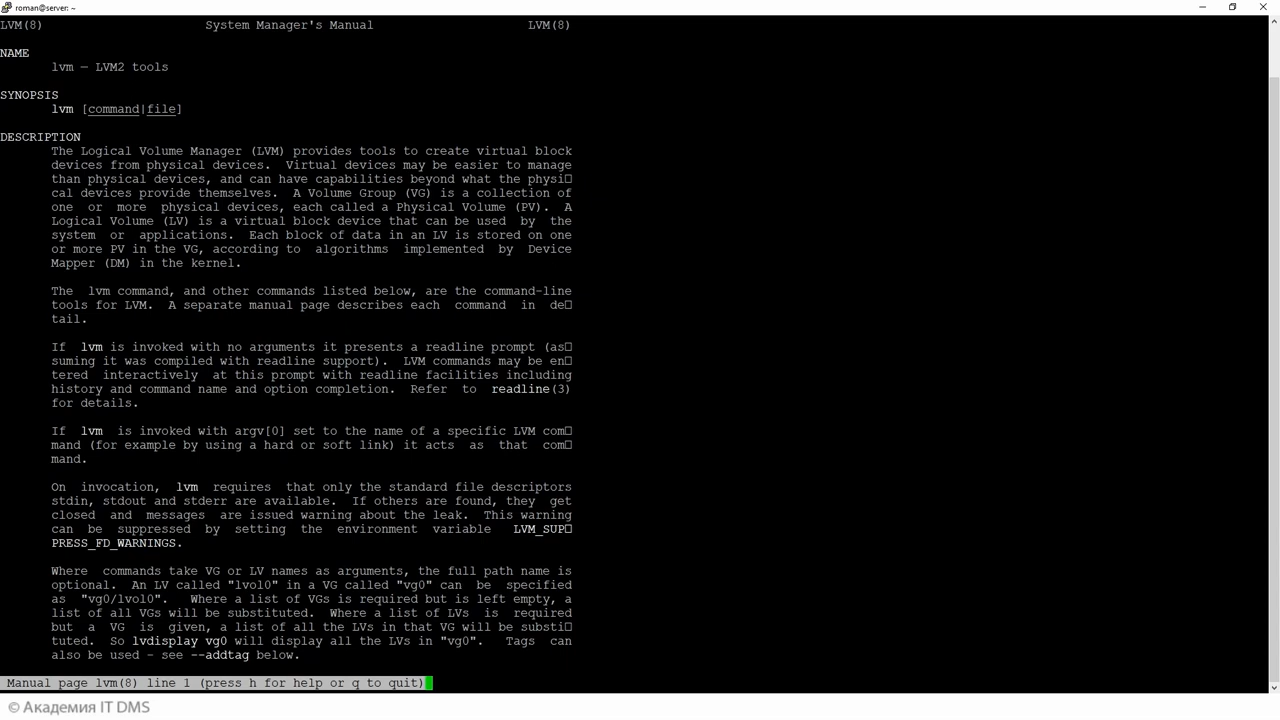 roman@server: ~
LVM(8) System Manager's Manual LVM(8)
NAME
lvm — LVM2 tools
SYNOPSIS
lvm [command|file]
DESCRIPTION
The Logical Volume Manager (LVM) provides tools to create virtual block
devices from physical devices. Virtual devices may be easier to manage
than physical devices, and can have capabilities beyond what the physi□
cal devices provide themselves. A Volume Group (VG) is a collection of
one or more physical devices, each called a Physical Volume (PV). A
Logical Volume (LV) is a virtual block device that can be used by the
system or applications. Each block of data in an LV is stored on one
or more PV in the VG, according to algorithms implemented by Device
Mapper (DM) in the kernel.
The lvm command, and other commands listed below, are the command-line
tools for LVM. A separate manual page describes each command in de□
tail.
If lvm is invoked with no arguments it presents a readline prompt (as□
suming it was compiled with readline support). LVM commands may be en□
tered interactively at this prompt with readline facilities including
history and command name and option completion. Refer to readline(3)
for details.
If lvm is invoked with argv[0] set to the name of a specific LVM com□
mand (for example by using a hard or soft link) it acts as that com□
mand.
On invocation, lvm requires that only the standard file descriptors
stdin, stdout and stderr are available. If others are found, they get
closed and messages are issued warning about the leak. This warning
can be suppressed by setting the environment variable LVM_SUP□
PRESS_FD_WARNINGS.
Where commands take VG or LV names as arguments, the full path name is
optional. An LV called "lvol0" in a VG called "vg0" can be specified
as "vg0/lvol0". Where a list of VGs is required but is left empty, a
list of all VGs will be substituted. Where a list of LVs is required
but a VG is given, a list of all the LVs in that VG will be substi□
tuted. So lvdisplay vg0 will display all the LVs in "vg0". Tags can
also be used - see --addtag below.
Manual page lvm(8) line 1 (press h for help or q to quit)
© Академия IT DMS